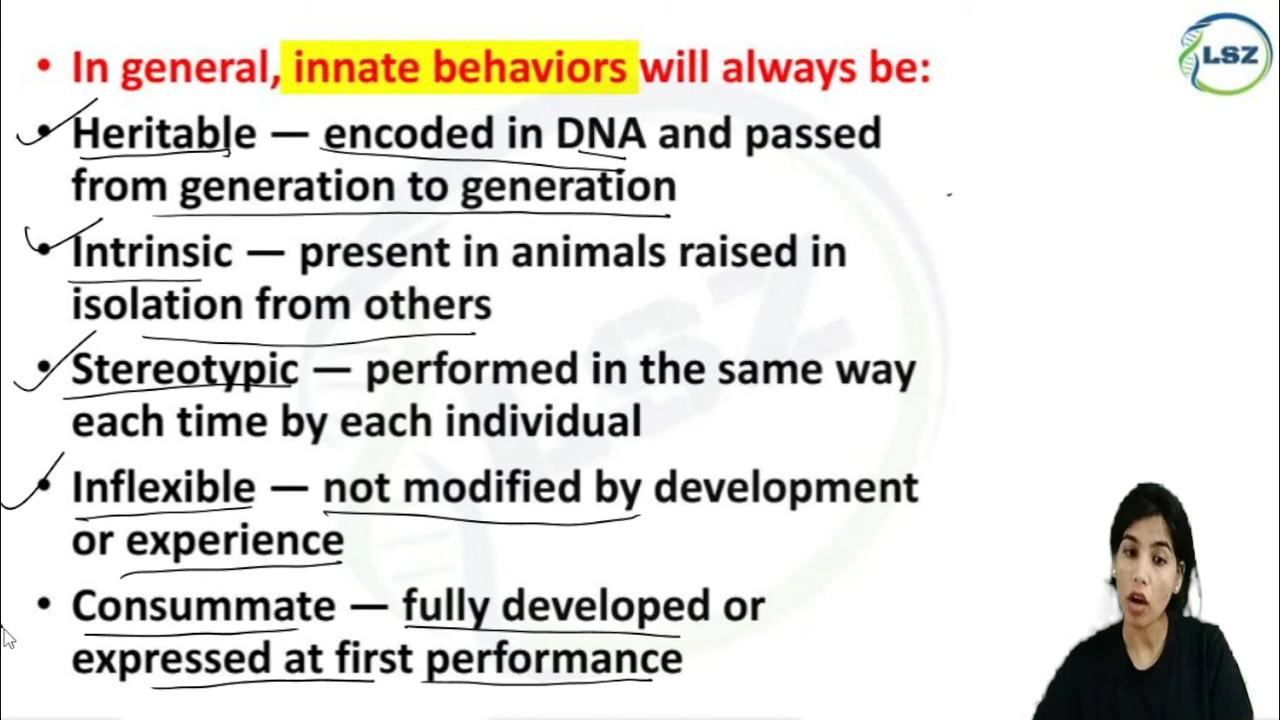 LSZ
• In general, innate behaviors will always be:
• Heritable — encoded in DNA and passed
from generation to generation
• Intrinsic — present in animals raised in
isolation from others
• Stereotypic — performed in the same way
each time by each individual
• Inflexible — not modified by development
or experience
• Consummate — fully developed or
expressed at first performance
LSZ